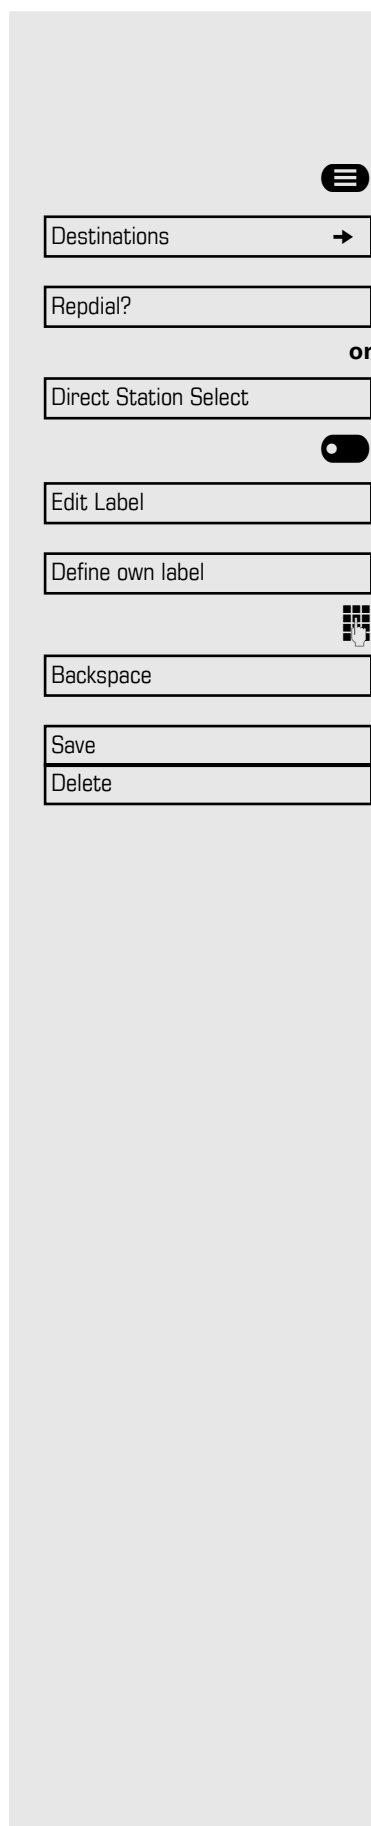 Destinations
Repdial?
or
Direct Station Select
Edit Label
Define own label
Backspace
Save
Delete